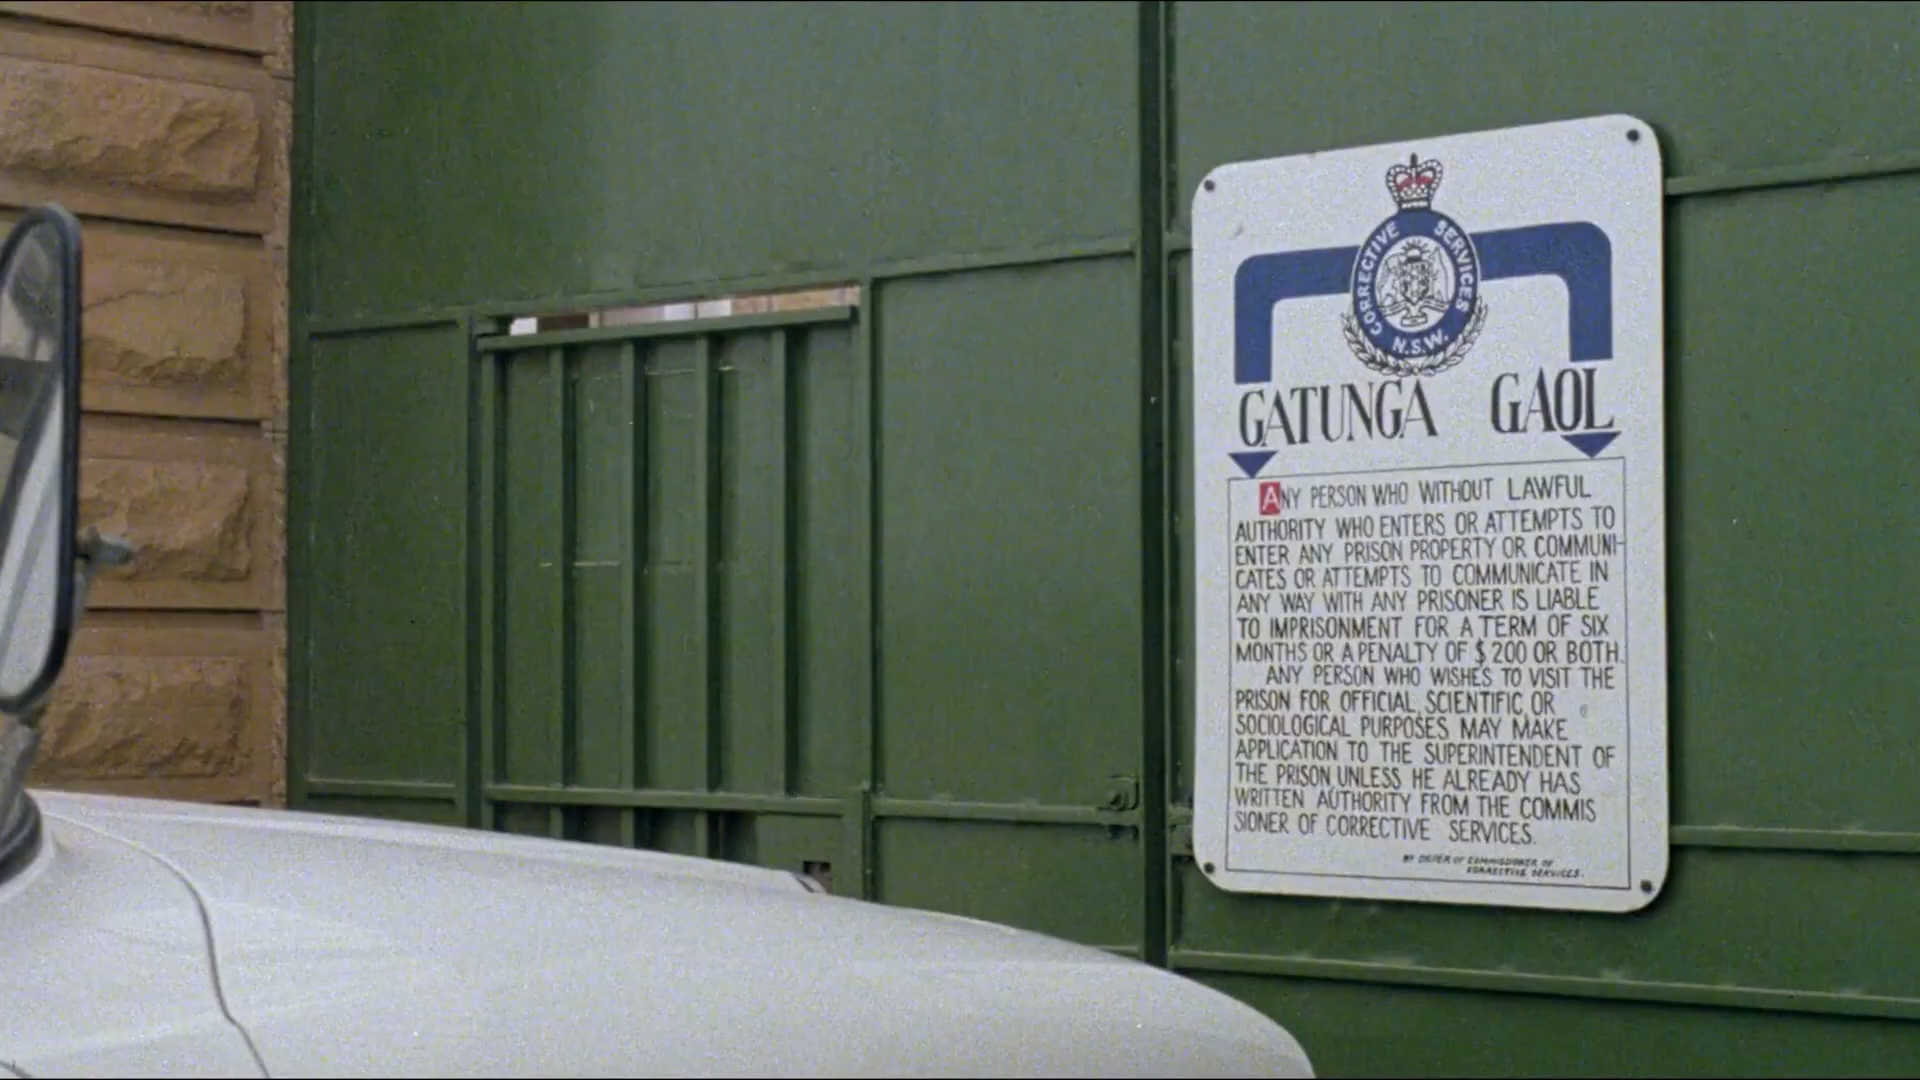 CORRECTIVE SERVICES
N.S.W.
GATUNGA GAOL
ANY PERSON WHO WITHOUT LAWFUL
AUTHORITY WHO ENTERS OR ATTEMPTS TO
ENTER ANY PRISON PROPERTY OR COMMUNI-
CATES OR ATTEMPTS TO COMMUNICATE IN
ANY WAY WITH ANY PRISONER IS LIABLE
TO IMPRISONMENT FOR A TERM OF SIX
MONTHS OR A PENALTY OF $200 OR BOTH.
ANY PERSON WHO WISHES TO VISIT THE
PRISON FOR OFFICIAL, SCIENTIFIC, OR
SOCIOLOGICAL PURPOSES MAY MAKE
APPLICATION TO THE SUPERINTENDENT OF
THE PRISON UNLESS HE ALREADY HAS
WRITTEN AUTHORITY FROM THE COMMIS
SIONER OF CORRECTIVE SERVICES.
BY ORDER OF COMMISSIONER OF
CORRECTIVE SERVICES.